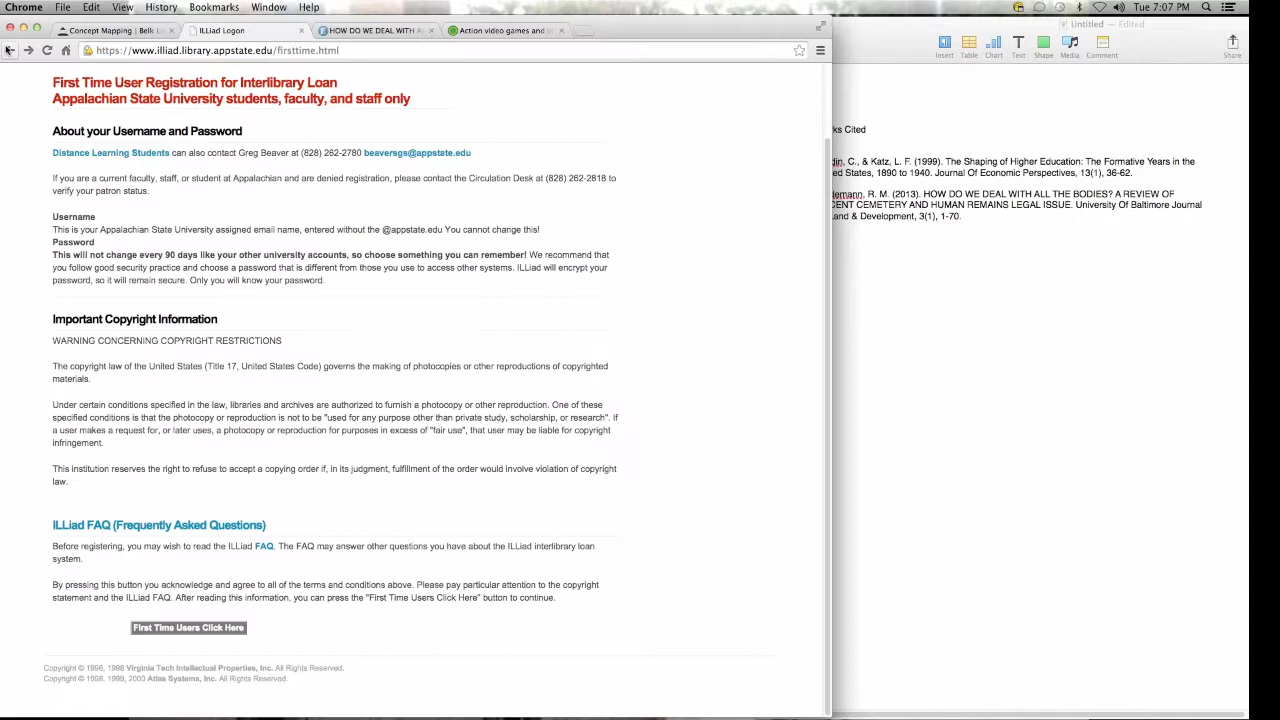 Chrome File Edit View History Bookmarks Window Help Tue 7:07 PM
Concept Mapping | Belk Li ILLiad Logon HOW DO WE DEAL WITH A Action video games and
Untitled — Edited
https://www.illiad.library.appstate.edu/firsttime.html
Insert Table Chart Text Shape Media Comment Share
First Time User Registration for Interlibrary Loan
Appalachian State University students, faculty, and staff only
About your Username and Password
Distance Learning Students can also contact Greg Beaver at (828) 262-2780 beaversgs@appstate.edu
If you are a current faculty, staff, or student at Appalachian and are denied registration, please contact the Circulation Desk at (828) 262-2818 to
verify your patron status.
Username
This is your Appalachian State University assigned email name, entered without the @appstate.edu You cannot change this!
Password
This will not change every 90 days like your other university accounts, so choose something you can remember! We recommend that
you follow good security practice and choose a password that is different from those you use to access other systems. ILLiad will encrypt your
password, so it will remain secure. Only you will know your password.
Important Copyright Information
WARNING CONCERNING COPYRIGHT RESTRICTIONS
The copyright law of the United States (Title 17, United States Code) governs the making of photocopies or other reproductions of copyrighted
materials.
Under certain conditions specified in the law, libraries and archives are authorized to furnish a photocopy or other reproduction. One of these
specified conditions is that the photocopy or reproduction is not to be "used for any purpose other than private study, scholarship, or research". If
a user makes a request for, or later uses, a photocopy or reproduction for purposes in excess of "fair use", that user may be liable for copyright
infringement.
This institution reserves the right to refuse to accept a copying order if, in its judgment, fulfillment of the order would involve violation of copyright
law.
ILLiad FAQ (Frequently Asked Questions)
Before registering, you may wish to read the ILLiad FAQ. The FAQ may answer other questions you have about the ILLiad interlibrary loan
system.
By pressing this button you acknowledge and agree to all of the terms and conditions above. Please pay particular attention to the copyright
statement and the ILLiad FAQ. After reading this information, you can press the "First Time Users Click Here" button to continue.
First Time Users Click Here
Copyright © 1996, 1998 Virginia Tech Intellectual Properties, Inc. All Rights Reserved.
Copyright © 1998, 1999, 2000 Atlas Systems, Inc. All Rights Reserved.
ks Cited
din, C., & Katz, L. F. (1999). The Shaping of Higher Education: The Formative Years in the
ed States, 1890 to 1940. Journal Of Economic Perspectives, 13(1), 36-62.
lemann, R. M. (2013). HOW DO WE DEAL WITH ALL THE BODIES? A REVIEW OF
CENT CEMETERY AND HUMAN REMAINS LEGAL ISSUE. University Of Baltimore Journal
Land & Development, 3(1), 1-70.